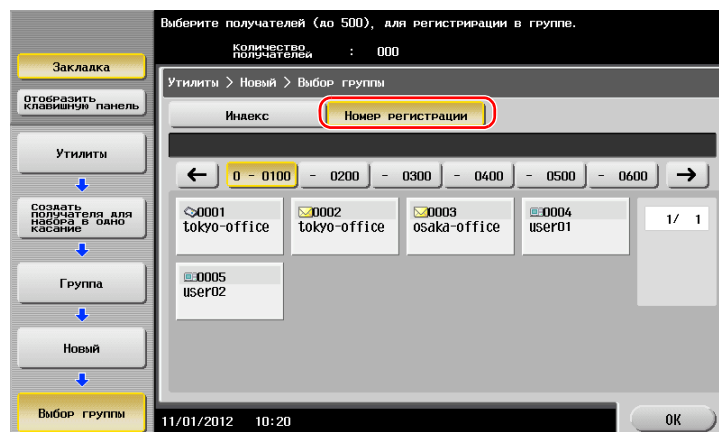 Выберите получателей (до 500), для регистрирации в группе.
Количество
получателей : 000
Закладка
Утилиты > Новый > Выбор группы
Отобразить
клавишную панель
Индекс
Номер регистрации
Утилиты
← 0 - 0100 - 0200 - 0300 - 0400 - 0500 - 0600 →
Создать
получателя для
набора в одно
касание
0001
tokyo-office
0002
tokyo-office
0003
osaka-office
0004
user01
1/ 1
Группа
0005
user02
Новый
Выбор группы
11/01/2012 10:20
OK